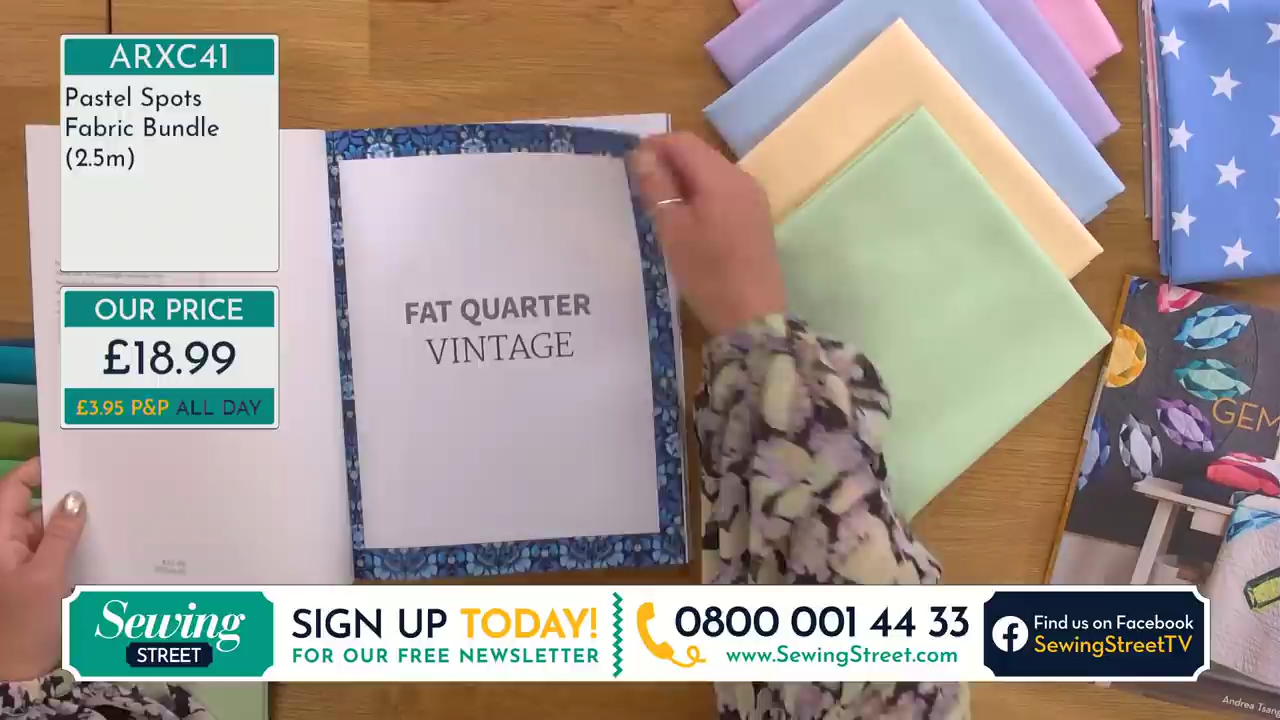 ARXC41
Pastel Spots
Fabric Bundle
(2.5m)
OUR PRICE
£18.99
£3.95 P&P ALL DAY
FAT QUARTER
VINTAGE
GEM
Andrea Tsang
Sewing
STREET
SIGN UP TODAY!
FOR OUR FREE NEWSLETTER
0800 001 44 33
www.SewingStreet.com
Find us on Facebook
SewingStreetTV